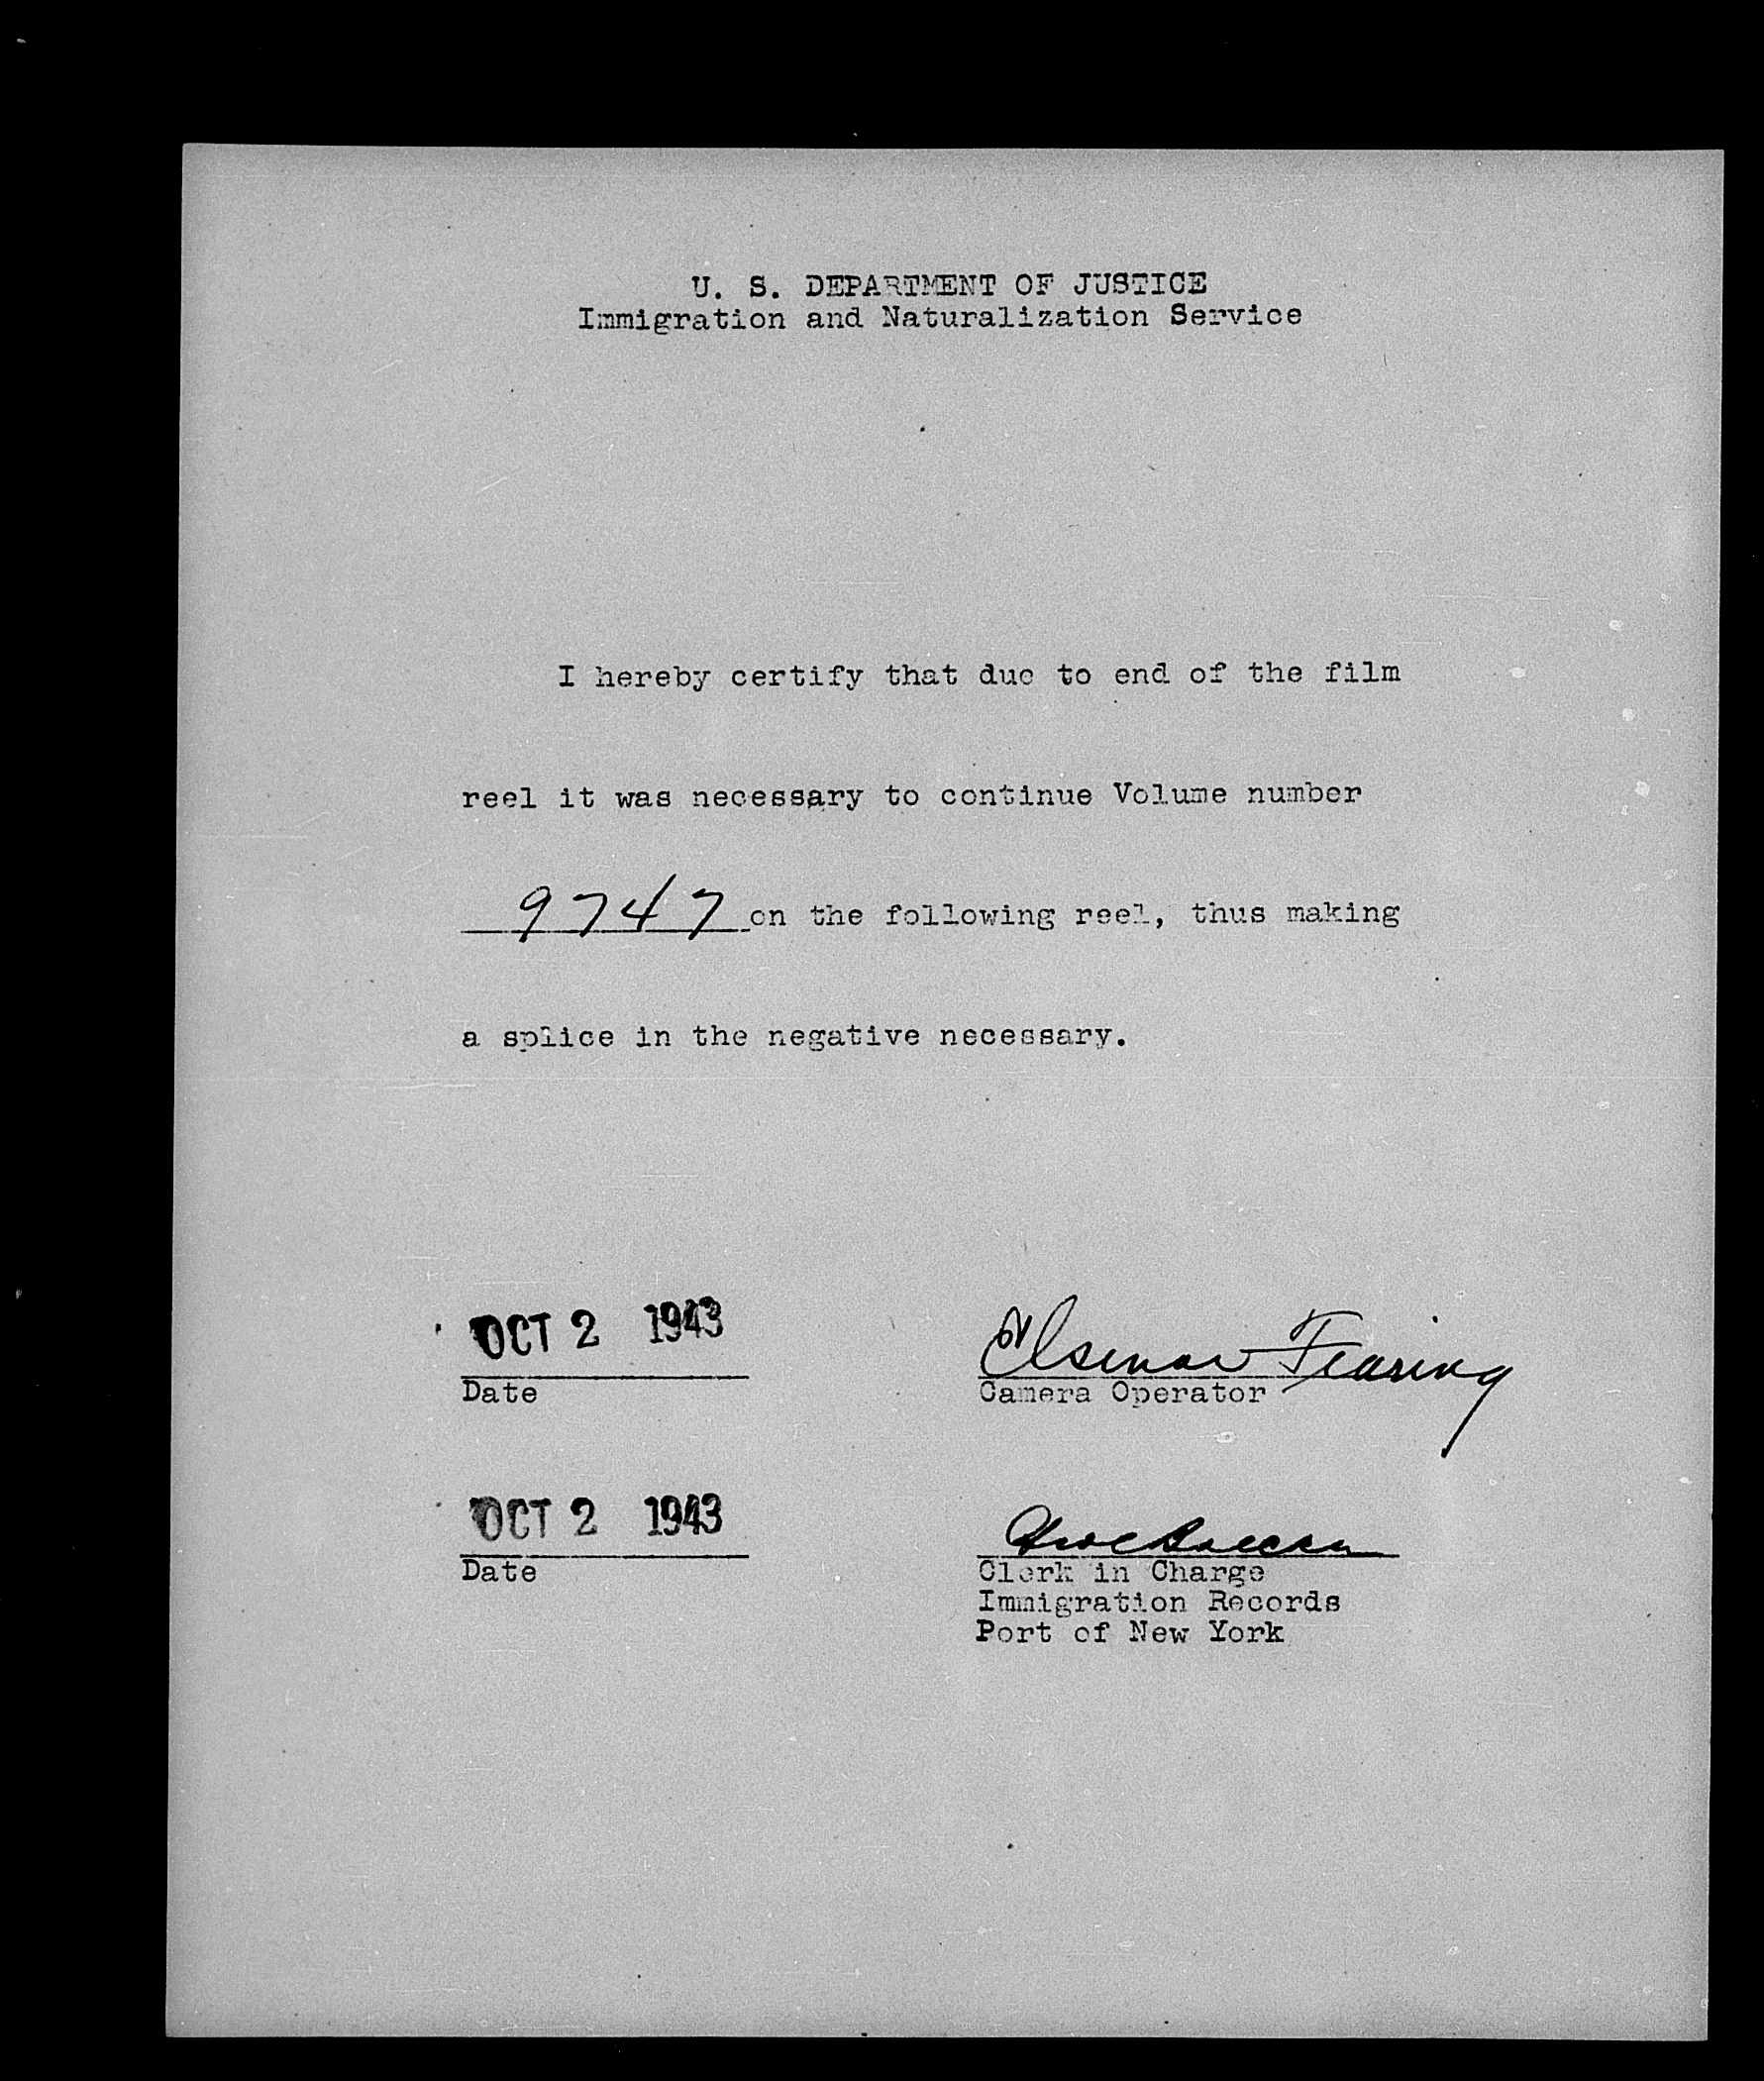 U. S. DEPARTMENT OF JUSTICE
Immigration and Naturalization Service
I hereby certify that due to end of the film
reel it was necessary to continue Volume number
9747 on the following reel, thus making
a splice in the negative necessary.
OCT 2 1943
Fearing
Date
Camera Operator
OCT 2 1943
Date
Clerk in Charge
Immigration Records
Port of New York